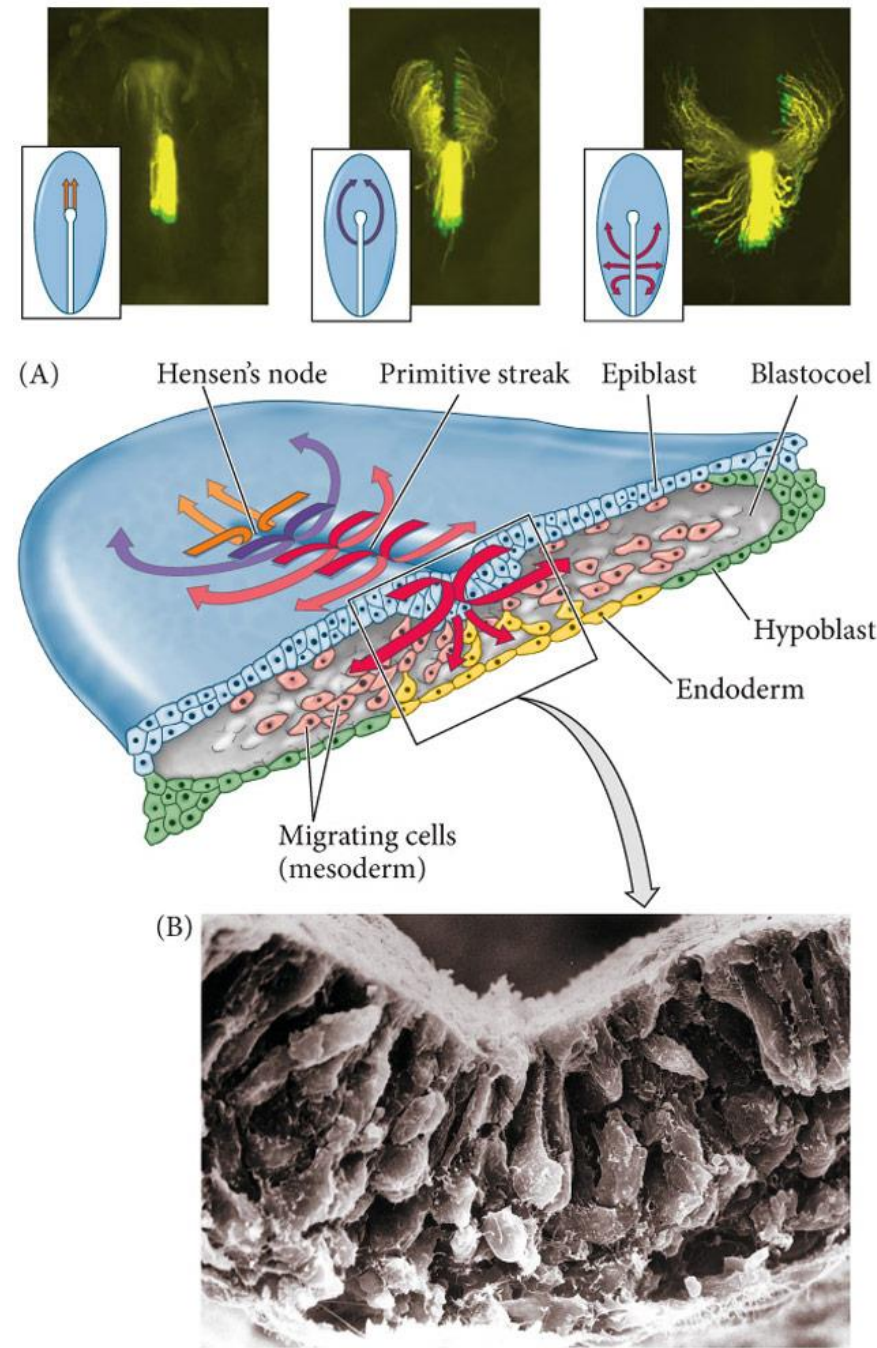 (A)
Hensen's node
Primitive streak
Epiblast
Blastocoel
Hypoblast
Endoderm
Migrating cells
(mesoderm)
(B)